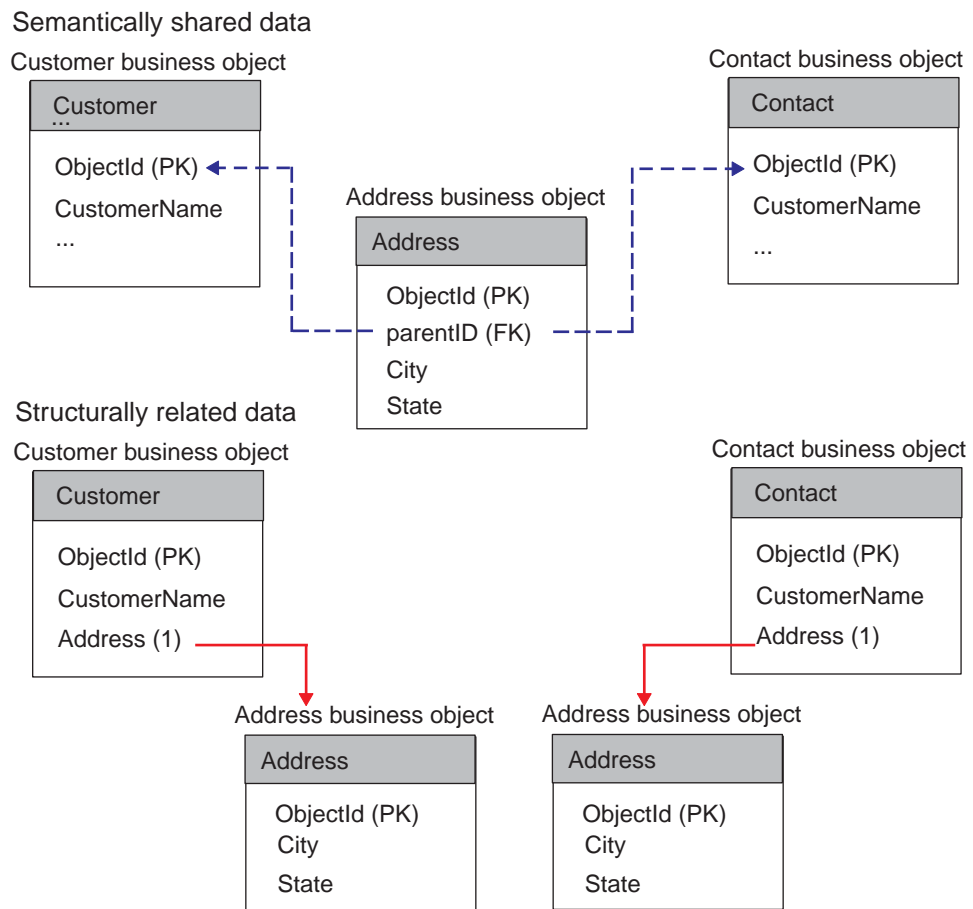 Semantically shared data
Customer business object
Customer
...
ObjectId (PK)
CustomerName
...
Contact business object
Contact
ObjectId (PK)
CustomerName
...
Address business object
Address
ObjectId (PK)
parentID (FK)
City
State
Structurally related data
Customer business object
Customer
ObjectId (PK)
CustomerName
Address (1)
Contact business object
Contact
ObjectId (PK)
CustomerName
Address (1)
Address business object
Address
ObjectId (PK)
City
State
Address business object
Address
ObjectId (PK)
City
State